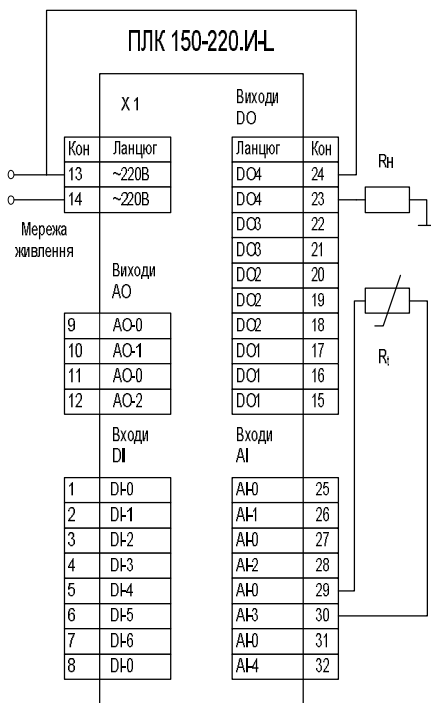 ПЛК 150-220.И-L
X 1
Виходи
DO
Кон Ланцюг
13 ~220В
14 ~220В
Мережа
живлення
Ланцюг Кон
DO4 24
DO4 23
DO3 22
DO3 21
DO2 20
DO2 19
DO2 18
DO1 17
DO1 16
DO1 15
Rн
Rt
Виходи
AO
9 AO-0
10 AO-1
11 AO-0
12 AO-2
Входи
DI
1 DI-0
2 DI-1
3 DI-2
4 DI-3
5 DI-4
6 DI-5
7 DI-6
8 DI-0
Входи
AI
AI-0 25
AI-1 26
AI-0 27
AI-2 28
AI-0 29
AI-3 30
AI-0 31
AI-4 32